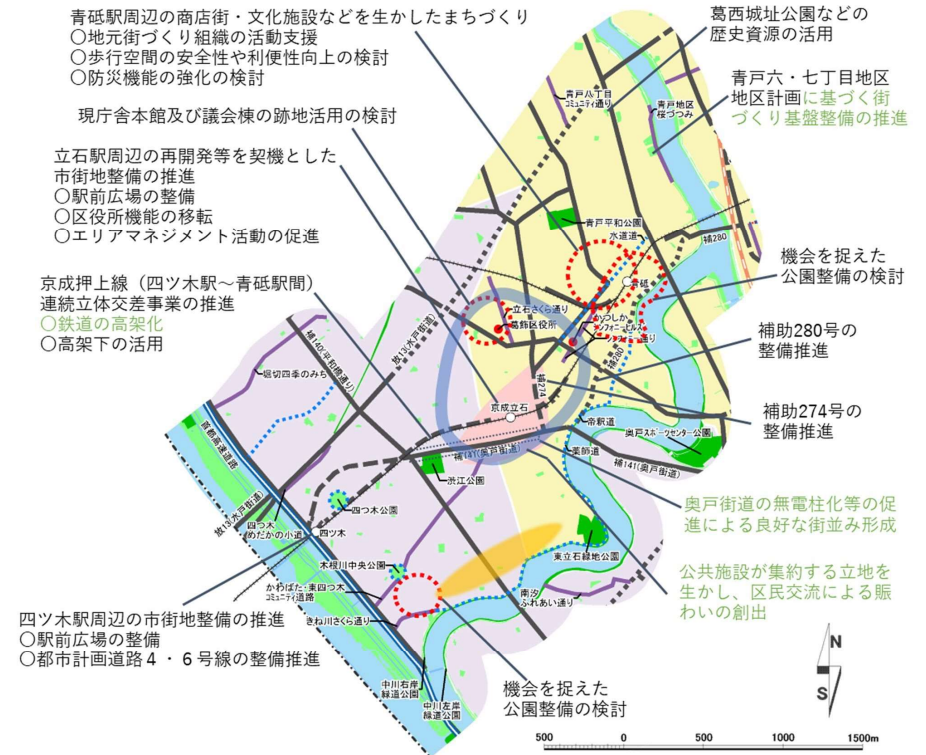 青砥駅周辺の商店街・文化施設などを生かしたまちづくり
〇地元街づくり組織の活動支援
〇歩行空間の安全性や利便性向上の検討
〇防災機能の強化の検討
現庁舎本館及び議会棟の跡地活用の検討
立石駅周辺の再開発等を契機とした
市街地整備の推進
〇駅前広場の整備
〇区役所機能の移転
〇エリアマネジメント活動の促進
京成押上線（四ツ木駅～青砥駅間）
連続立体交差事業の推進
〇鉄道の高架化
〇高架下の活用
葛西城址公園などの
歴史資源の活用
青戸六・七丁目地区
地区計画に基づく街
づくり基盤整備の推進
機会を捉えた
公園整備の検討
補助280号の
整備推進
補助274号の
整備推進
奥戸街道の無電柱化等の促
進による良好な街並み形成
公共施設が集約する立地を
生かし、区民交流による賑
わいの創出
四ツ木駅周辺の市街地整備の推進
〇駅前広場の整備
〇都市計画道路４・６号線の整備推進
機会を捉えた
公園整備の検討
青戸八丁目
コミュニティ通り
青戸地区
桜づつみ
青戸平和公園
水道道
補280
青砥
立石さくら通り
葛飾区役所
かつしか
シンフォニーヒルズ
補280
補274
放13(水戸街道)
補140(平和橋通り)
堀切四季のみち
京成立石
帝釈道
奥戸スポーツセンター公園
薬師道
補141(奥戸街道)
補141(奥戸街道)
渋江公園
首都高速道路
放13(水戸街道)
四つ木
めだかの小道
四ツ木
四つ木公園
木根川中央公園
かわばた・東四つ木
コミュニティ道路
きね川さくら通り
東立石緑地公園
南汐
ふれあい通り
中川右岸
緑道公園
中川左岸
緑道公園
N
S
500
0
500
1000
1500m